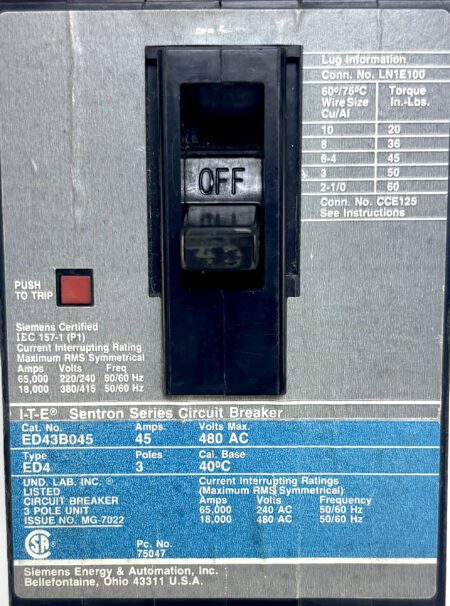 Lug Information
Conn. No. LN1E100
60º/75ºC Wire Size Cu/Al Torque In.-Lbs.
10 20
8 36
6-4 45
3 50
2-1/0 60
Conn. No. CCE125
See Instructions
OFF
45
PUSH
TO TRIP
Siemens Certified
IEC 157-1 (P1)
Current Interrupting Rating
Maximum RMS Symmetrical
Amps Volts Freq
65,000 220/240 50/60 Hz
18,000 380/415 50/60 Hz
I-T-E® Sentron Series Circuit Breaker
Cat. No. Amps. Volts Max.
ED43B045 45 480 AC
Type Poles Cal. Base
ED4 3 40ºC
UND. LAB. INC. ®
LISTED
CIRCUIT BREAKER
3 POLE UNIT
ISSUE NO. MG-7022
Current Interrupting Ratings
(Maximum RMS Symmetrical)
Amps Volts Frequency
65,000 240 AC 50/60 Hz
18,000 480 AC 50/60 Hz
SA
Pc. No.
75047
Siemens Energy & Automation, Inc.
Bellefontaine, Ohio 43311 U.S.A.